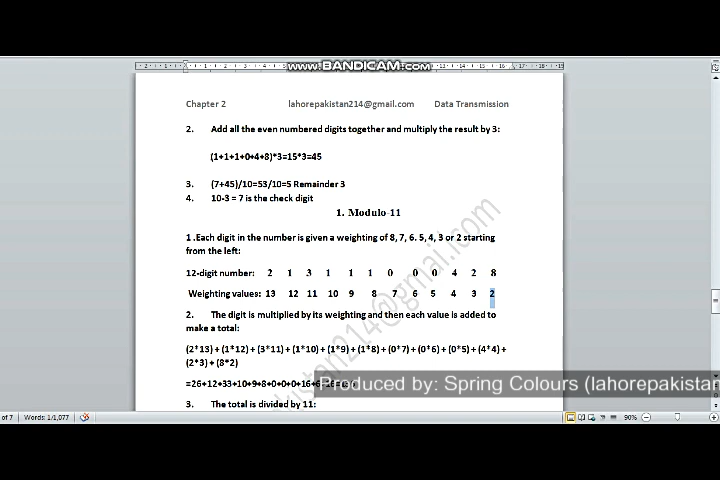 www.BANDICAM.com
Chapter 2 lahorepakistan214@gmail.com Data Transmission
2. Add all the even numbered digits together and multiply the result by 3:
(1+1+1+0+4+8)*3=15*3=45
3. (7+45)/10=53/10=5 Remainder 3
4. 10-3 = 7 is the check digit
1. Modulo-11
1 .Each digit in the number is given a weighting of 8, 7, 6. 5, 4, 3 or 2 starting
from the left:
12-digit number: 2 1 3 1 1 1 0 0 0 4 2 8
Weighting values: 13 12 11 10 9 8 7 6 5 4 3 2
2. The digit is multiplied by its weighting and then each value is added to
make a total:
(2*13) + (1*12) + (3*11) + (1*10) + (1*9) + (1*8) + (0*7) + (0*6) + (0*5) + (4*4) +
(2*3) + (8*2)
Produced by: Spring Colours (lahorepakistan
=26+12+33+10+9+8+0+0+0+16+6
3. The total is divided by 11:
of 7 Words: 1/1,077 90%